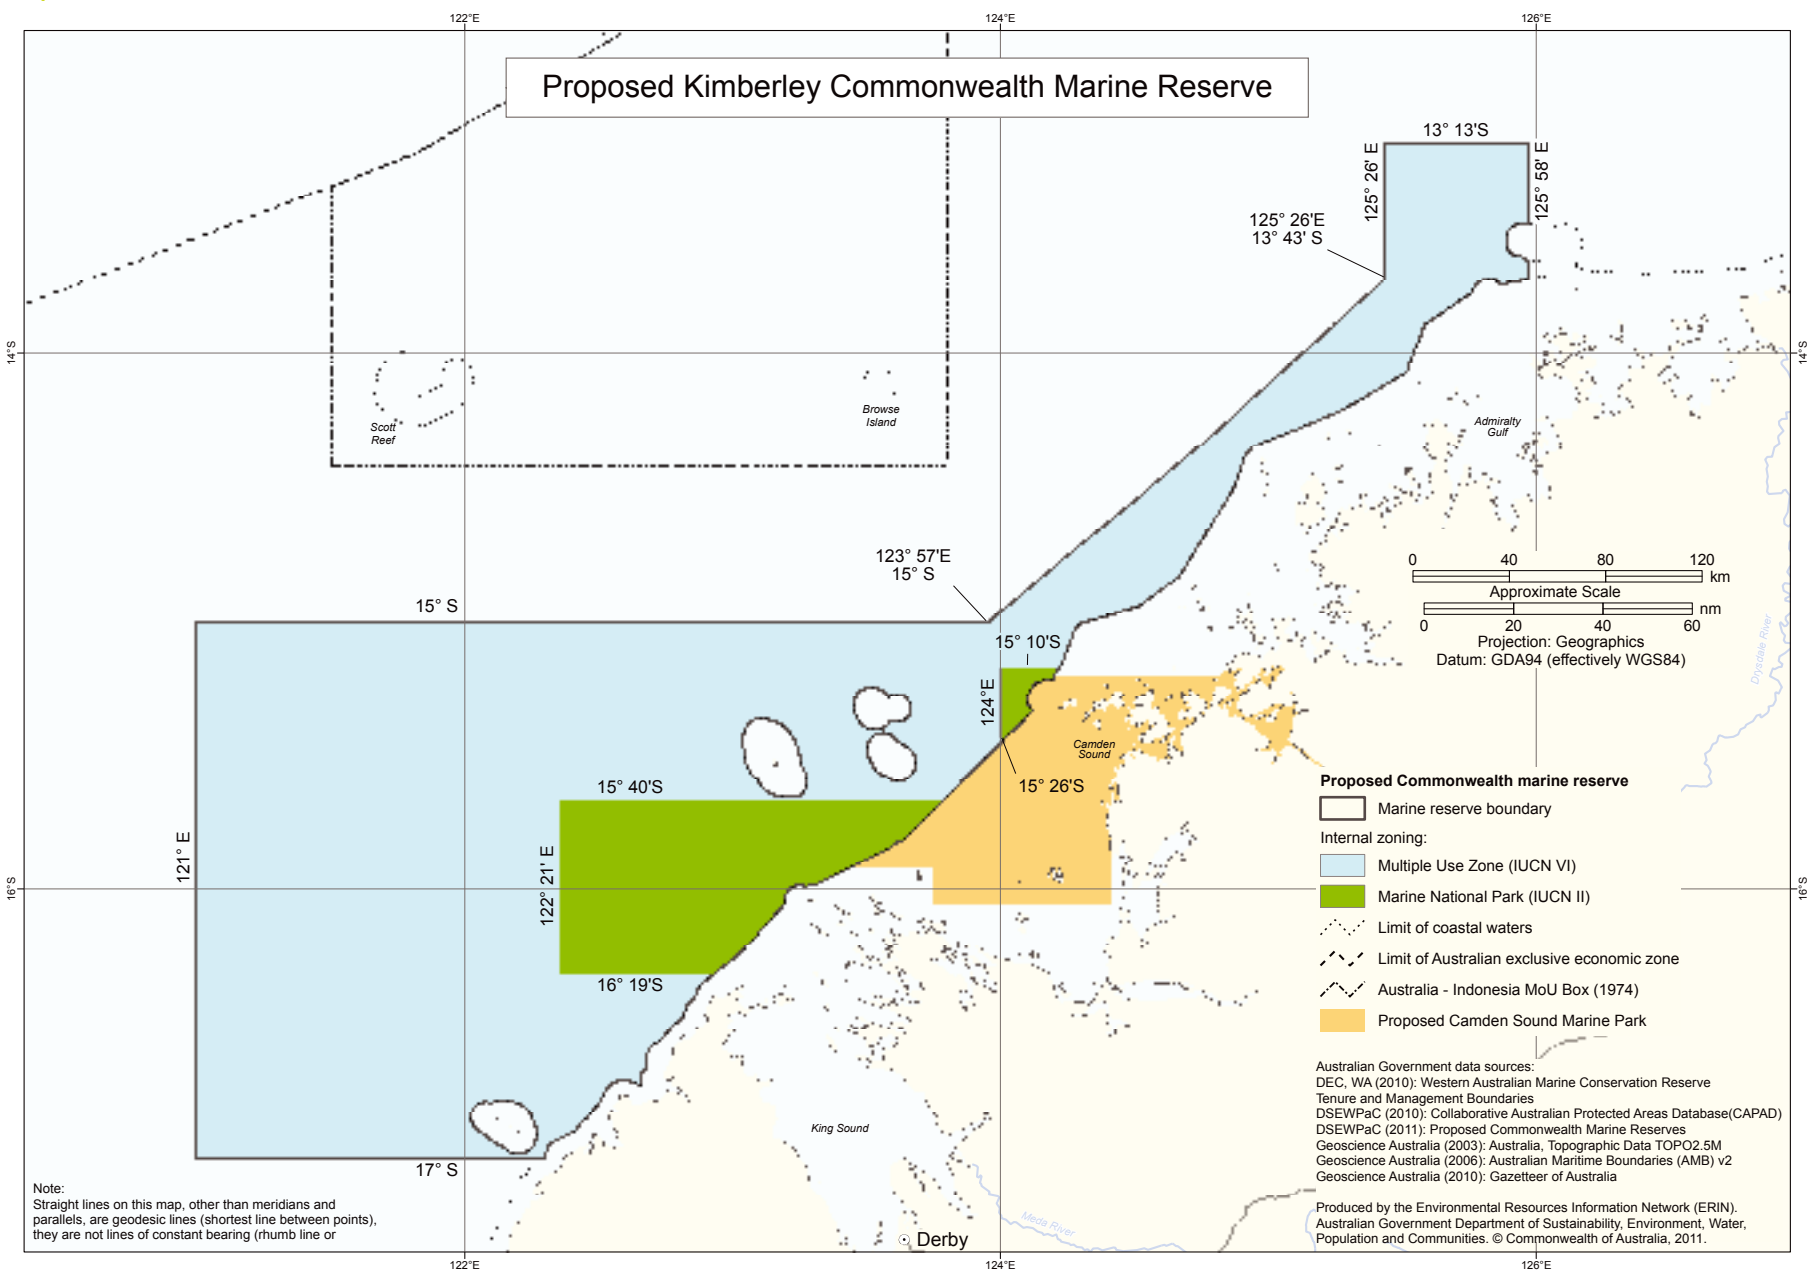 122°E
124°E
126°E
Proposed Kimberley Commonwealth Marine Reserve
13° 13'S
125° 26' E
125° 58' E
125° 26'E
13° 43' S
14°S
14°S
Scott
Reef
Browse
Island
Admiralty
Gulf
123° 57'E
15° S
15° S
0 40 80 120
km
Approximate Scale
nm
0 20 40 60
Projection: Geographics
Datum: GDA94 (effectively WGS84)
Drysdale River
15° 10'S
124°E
Camden
Sound
15° 26'S
15° 40'S
121° E
122° 21' E
16°S
16°S
16° 19'S
Proposed Commonwealth marine reserve
Marine reserve boundary
Internal zoning:
Multiple Use Zone (IUCN VI)
Marine National Park (IUCN II)
Limit of coastal waters
Limit of Australian exclusive economic zone
Australia - Indonesia MoU Box (1974)
Proposed Camden Sound Marine Park
King Sound
17° S
Australian Government data sources:
DEC, WA (2010): Western Australian Marine Conservation Reserve
Tenure and Management Boundaries
DSEWPaC (2010): Collaborative Australian Protected Areas Database(CAPAD)
DSEWPaC (2011): Proposed Commonwealth Marine Reserves
Geoscience Australia (2003): Australia, Topographic Data TOPO2.5M
Geoscience Australia (2006): Australian Maritime Boundaries (AMB) v2
Geoscience Australia (2010): Gazetteer of Australia
Produced by the Environmental Resources Information Network (ERIN).
Australian Government Department of Sustainability, Environment, Water,
Population and Communities. © Commonwealth of Australia, 2011.
Note:
Straight lines on this map, other than meridians and
parallels, are geodesic lines (shortest line between points),
they are not lines of constant bearing (rhumb line or
Meda River
Derby
122°E
124°E
126°E